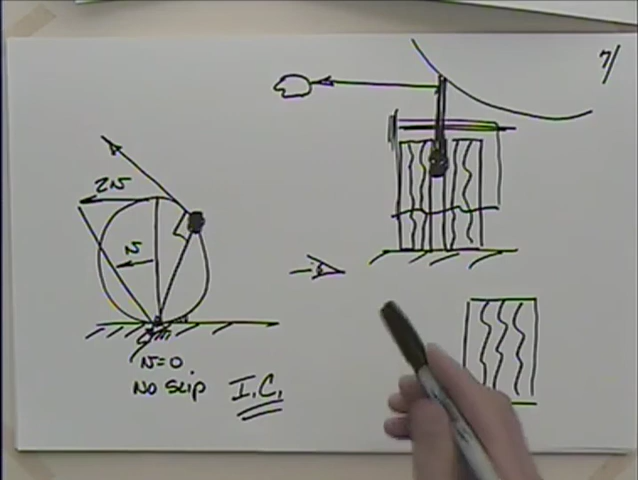 7/
2v
v
v=0
NO SLIP
I.C.